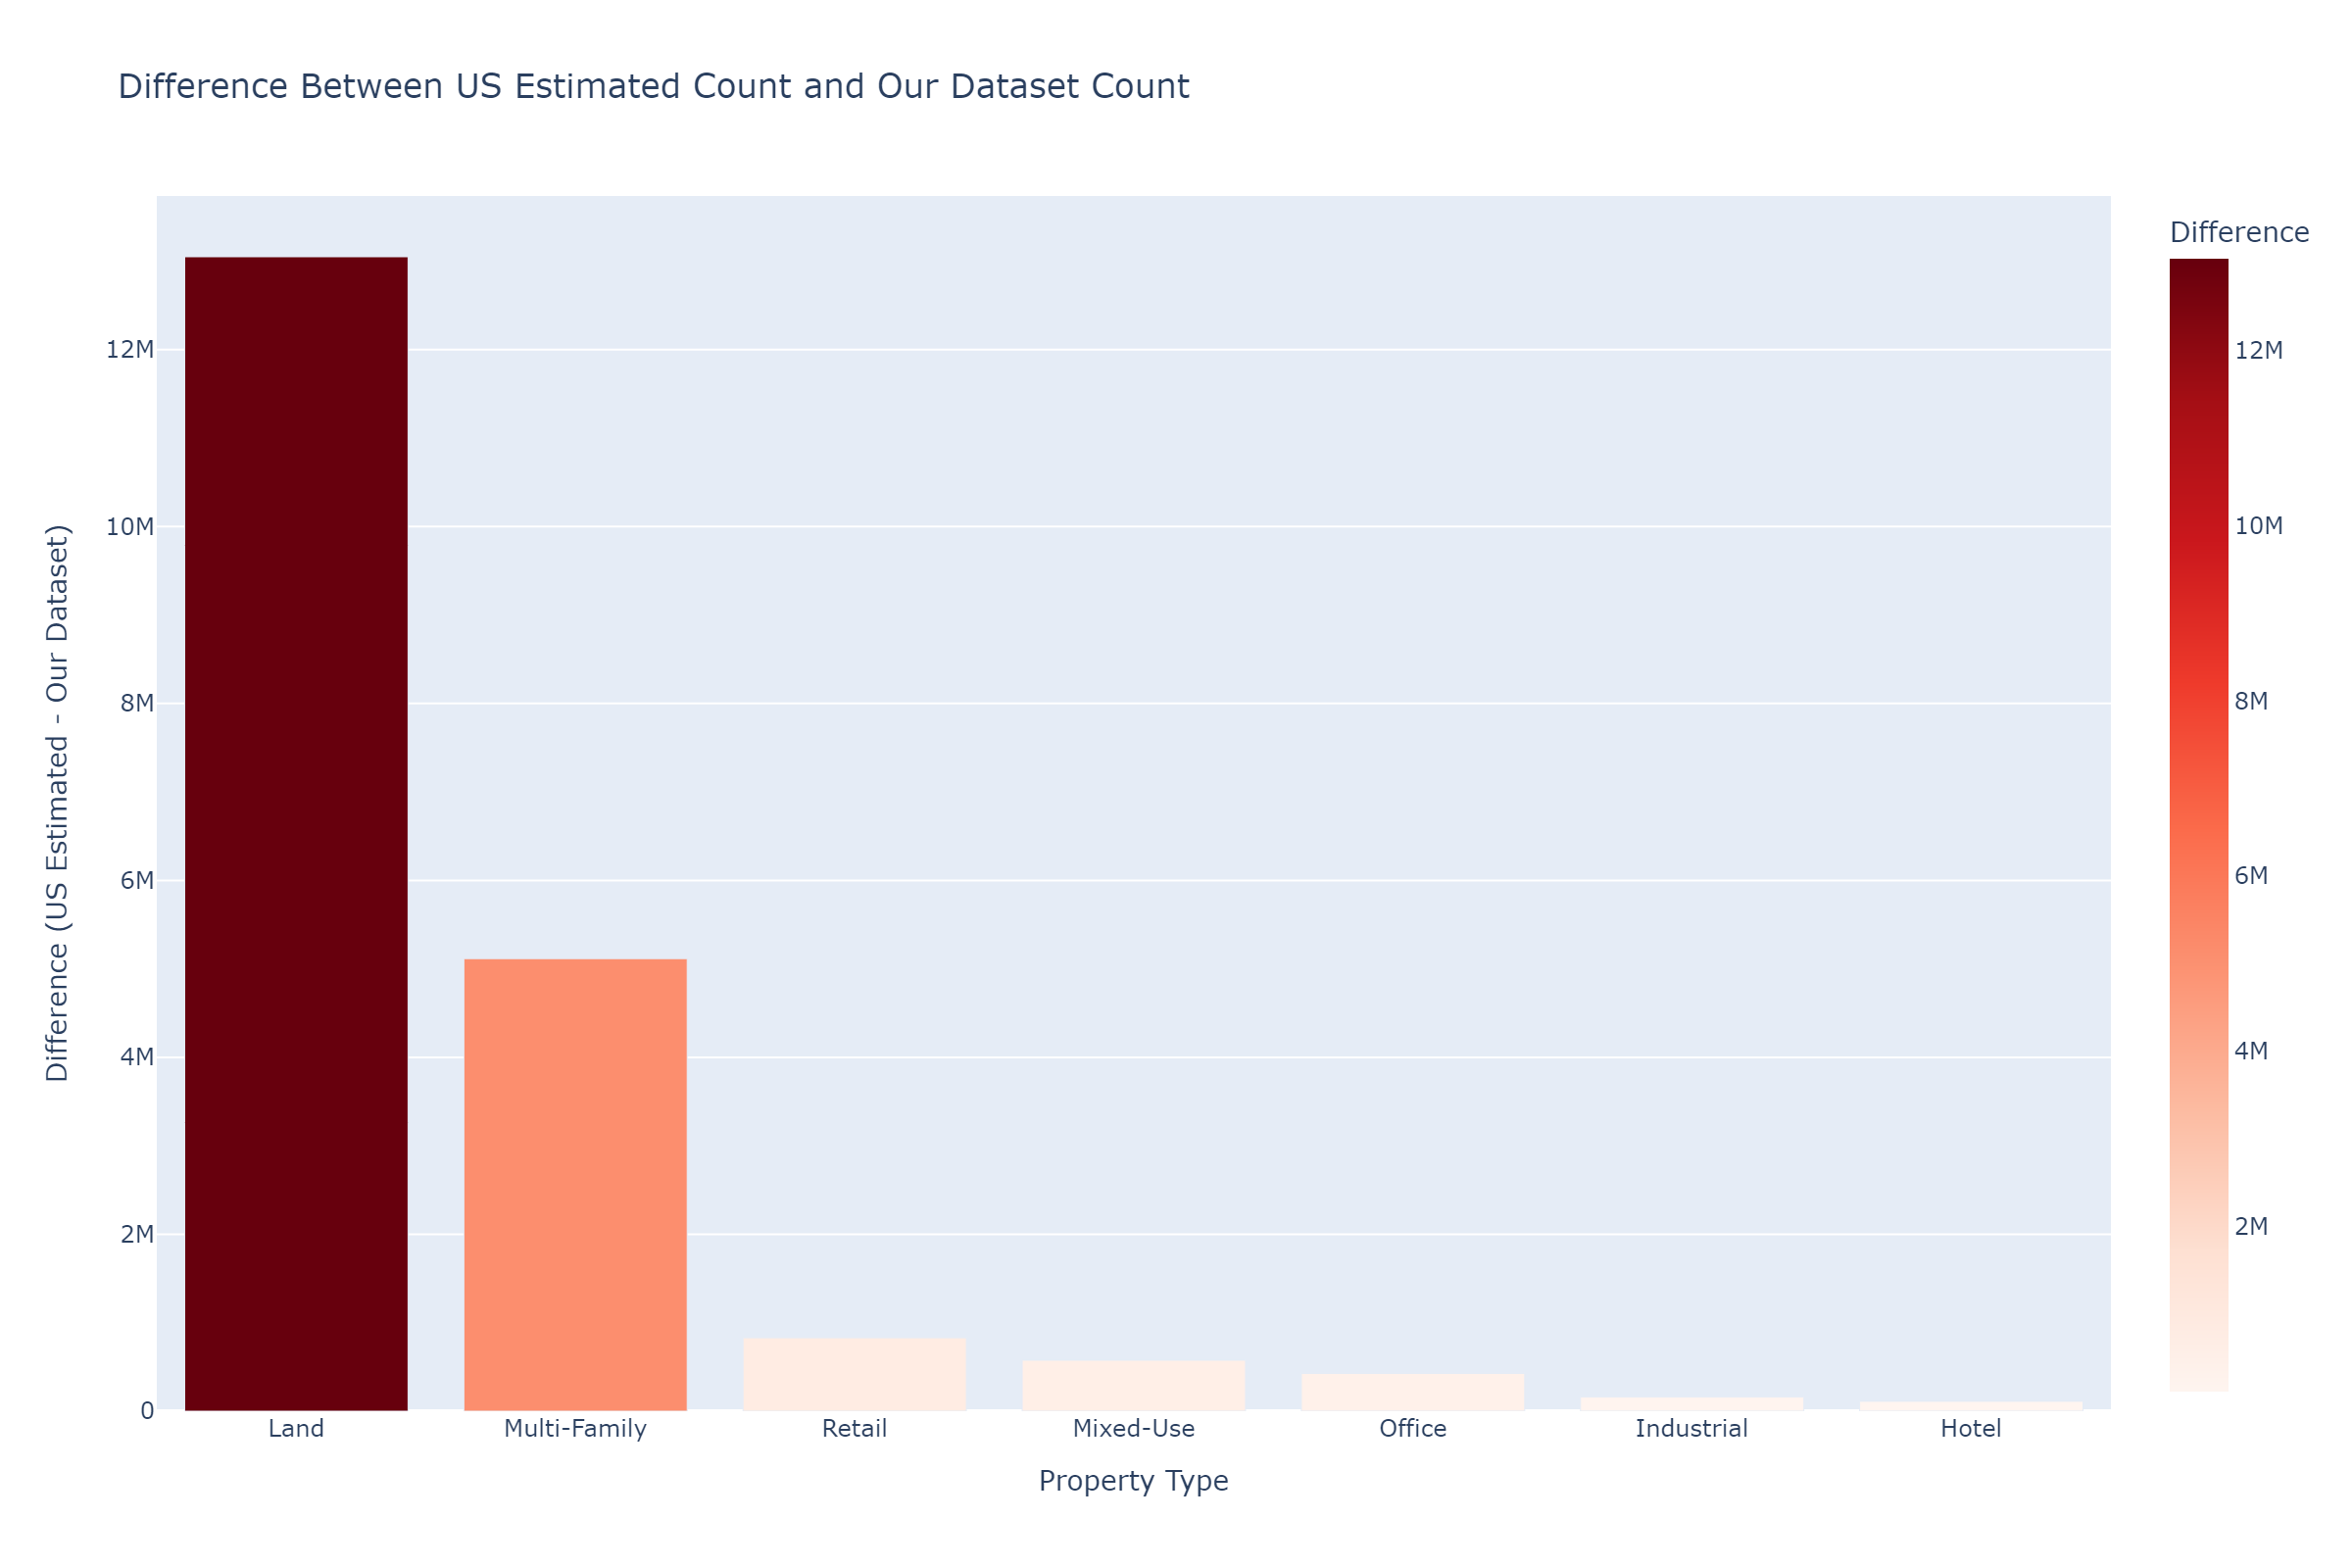 Difference Between US Estimated Count and Our Dataset Count
Difference (US Estimated - Our Dataset)
12M
10M
8M
6M
4M
2M
0
Land
Multi-Family
Retail
Mixed-Use
Office
Industrial
Hotel
Property Type
Difference
12M
10M
8M
6M
4M
2M